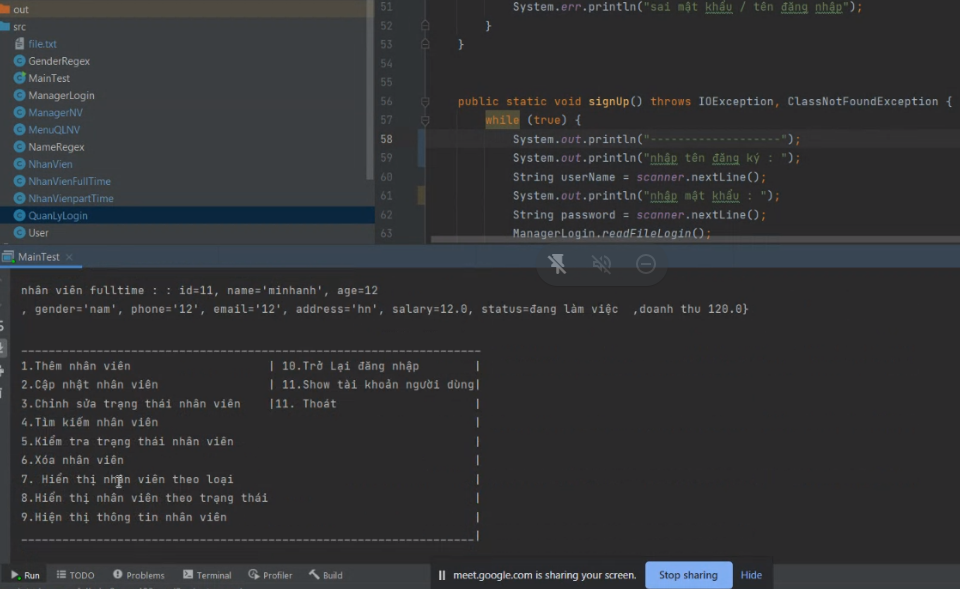 out
src
file.txt
GenderRegex
MainTest
ManagerLogin
ManagerNV
MenuQLNV
NameRegex
NhanVien
NhanVienFullTime
NhanVienpartTime
QuanLyLogin
User
51 System.err.println("sai mật khẩu / tên đăng nhập");
52 }
53 }
54
55
56 public static void signUp() throws IOException, ClassNotFoundException {
57 while (true) {
58 System.out.println("-------------------");
59 System.out.println("nhập tên đăng ký : ");
60 String userName = scanner.nextLine();
61 System.out.println("nhập mật khẩu : ");
62 String password = scanner.nextLine();
63 ManagerLogin.readFileLogin();
MainTest ×
nhân viên fulltime : : id=11, name='minhanh', age=12
, gender='nam', phone='12', email='12', address='hn', salary=12.0, status=đang làm việc ,doanh thu 120.0}
1.Thêm nhân viên | 10.Trở Lại đăng nhập |
2.Cập nhật nhân viên | 11.Show tài khoản người dùng|
3.Chỉnh sửa trạng thái nhân viên |11. Thoát |
4.Tìm kiếm nhân viên |
5.Kiểm tra trạng thái nhân viên |
6.Xóa nhân viên |
7. Hiển thị nhân viên theo loại |
8.Hiển thị nhân viên theo trạng thái |
9.Hiện thị thông tin nhân viên |
Run TODO Problems Terminal Profiler Build
meet.google.com is sharing your screen. Stop sharing Hide